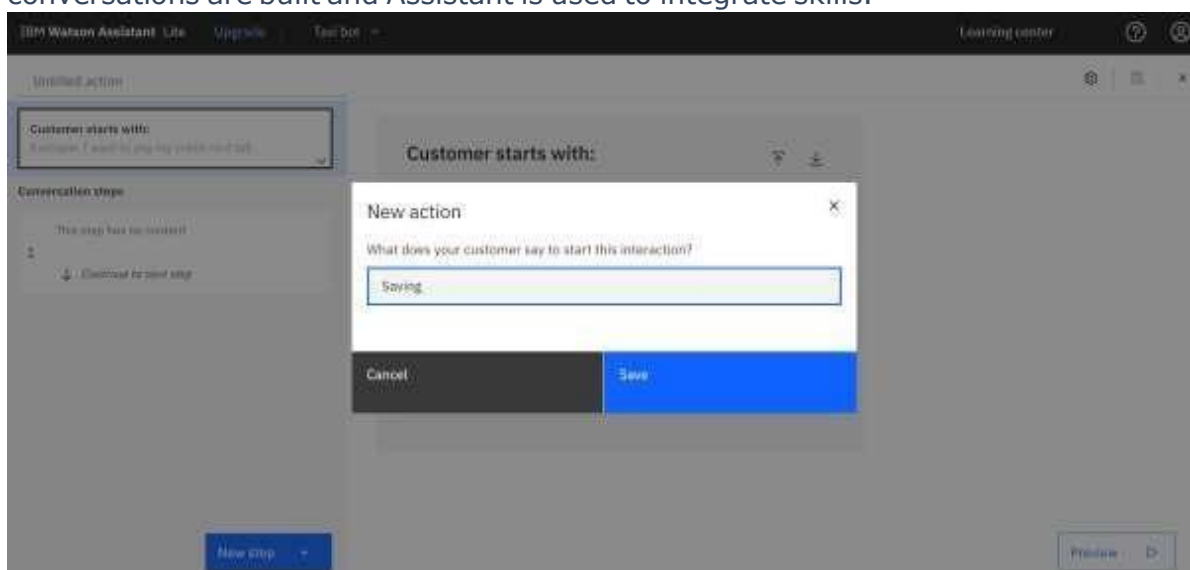 conversations are built and Assistant is used to integrate skills.
IBM Watson Assistant Lite Upgrade Test bot
Learning center
Untitled action
Customer starts with:
Customer starts with:
Conversation steps
This step has no content
1
Continue to next step
New action
What does your customer say to start this interaction?
Saving
Cancel
Save
New step
Preview